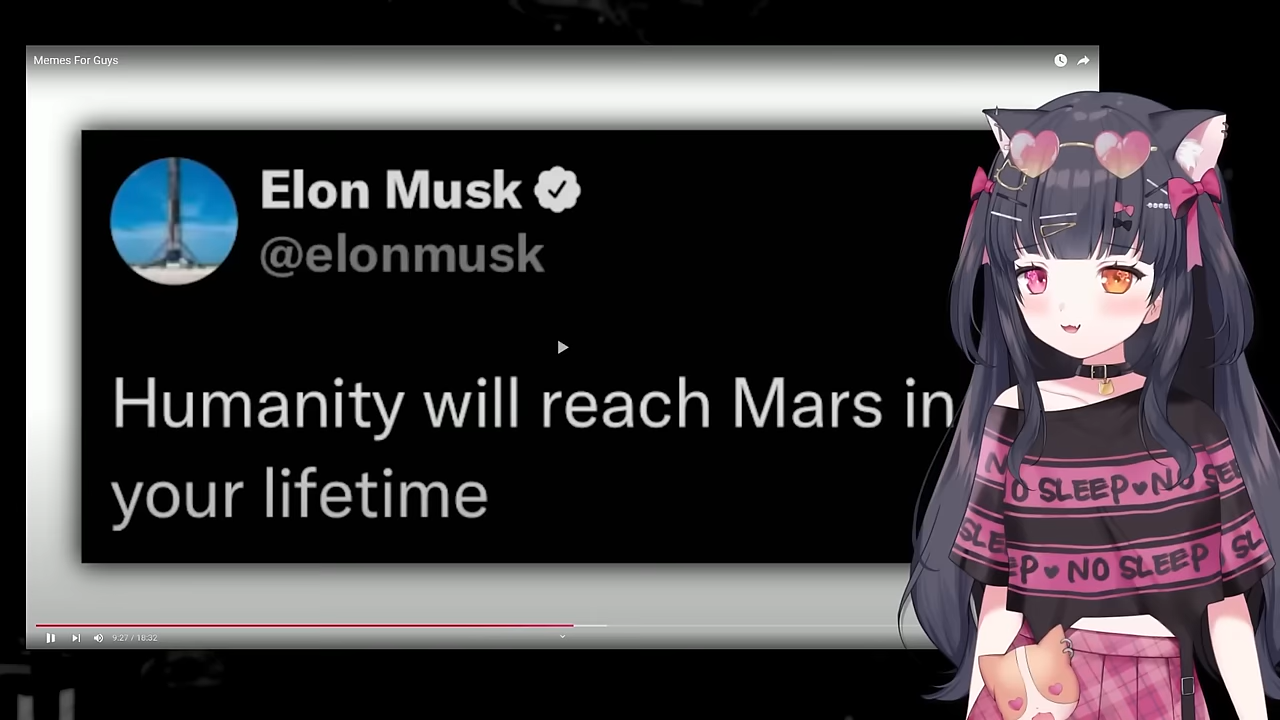 Memes For Guys
Elon Musk
@elonmusk
Humanity will reach Mars in
your lifetime
9:27 / 18:32
NO SLEEP NO SEE
SLEEP NO SLEEP SL